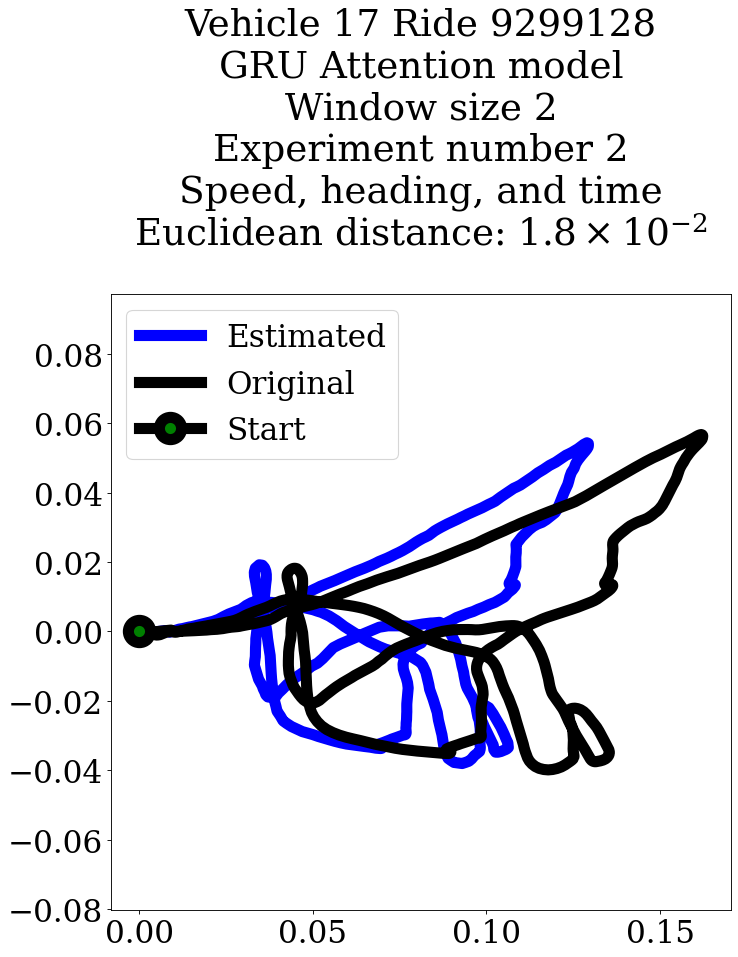 Vehicle 17 Ride 9299128
GRU Attention model
Window size 2
Experiment number 2
Speed, heading, and time
Euclidean distance: 1.8 × 10⁻²
Estimated
Original
Start
0.08
0.06
0.04
0.02
0.00
−0.02
−0.04
−0.06
−0.08
0.00 0.05 0.10 0.15